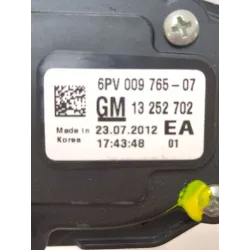 6PV 009 765-07
GM 13 252 702
Made in 23.07.2012 EA
Korea 17:43:48 01